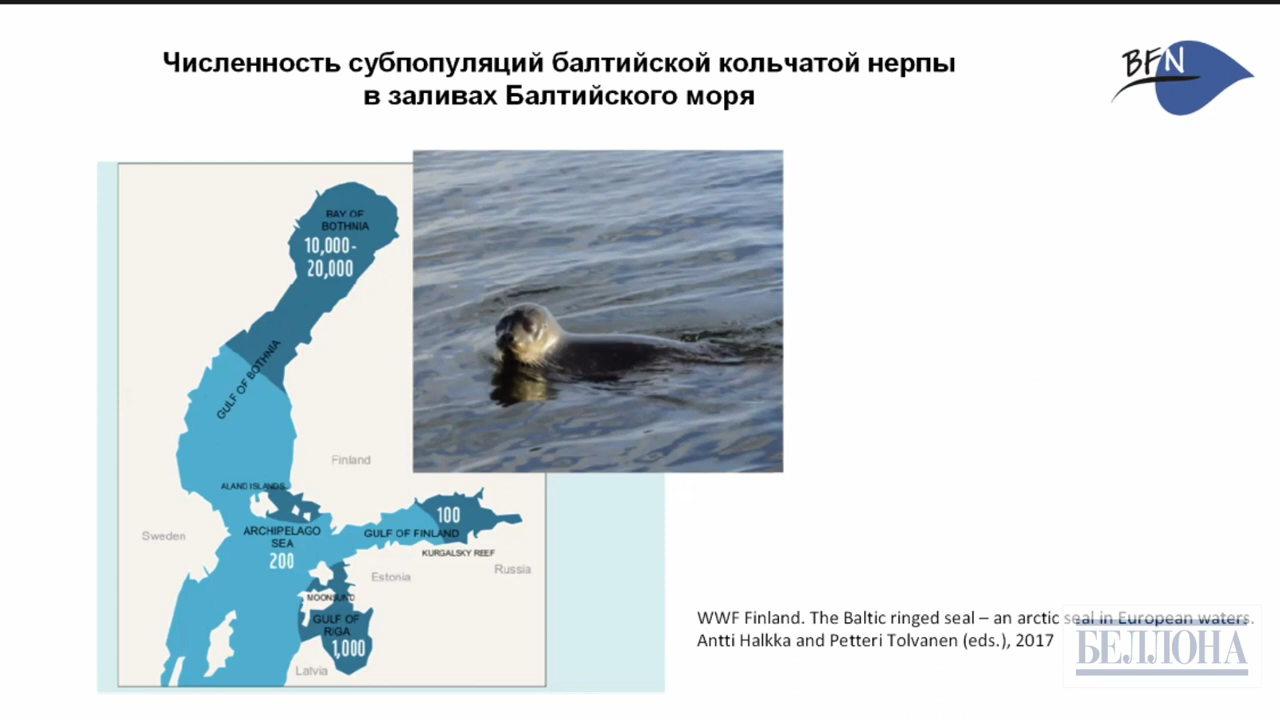 Численность субпопуляций балтийской кольчатой нерпы
в заливах Балтийского моря
BFN
BAY OF
BOTHNIA
10,000-
20,000
GULF OF BOTHNIA
Finland
ALAND ISLANDS
Sweden
ARCHIPELAGO
SEA
200
100
GULF OF FINLAND
KURGALSKY REEF
Russia
Estonia
MOONSUND
GULF OF
RIGA
1,000
Latvia
WWF Finland. The Baltic ringed seal – an arctic seal in European waters.
Antti Halkka and Petteri Tolvanen (eds.), 2017
БЕЛЛОНА